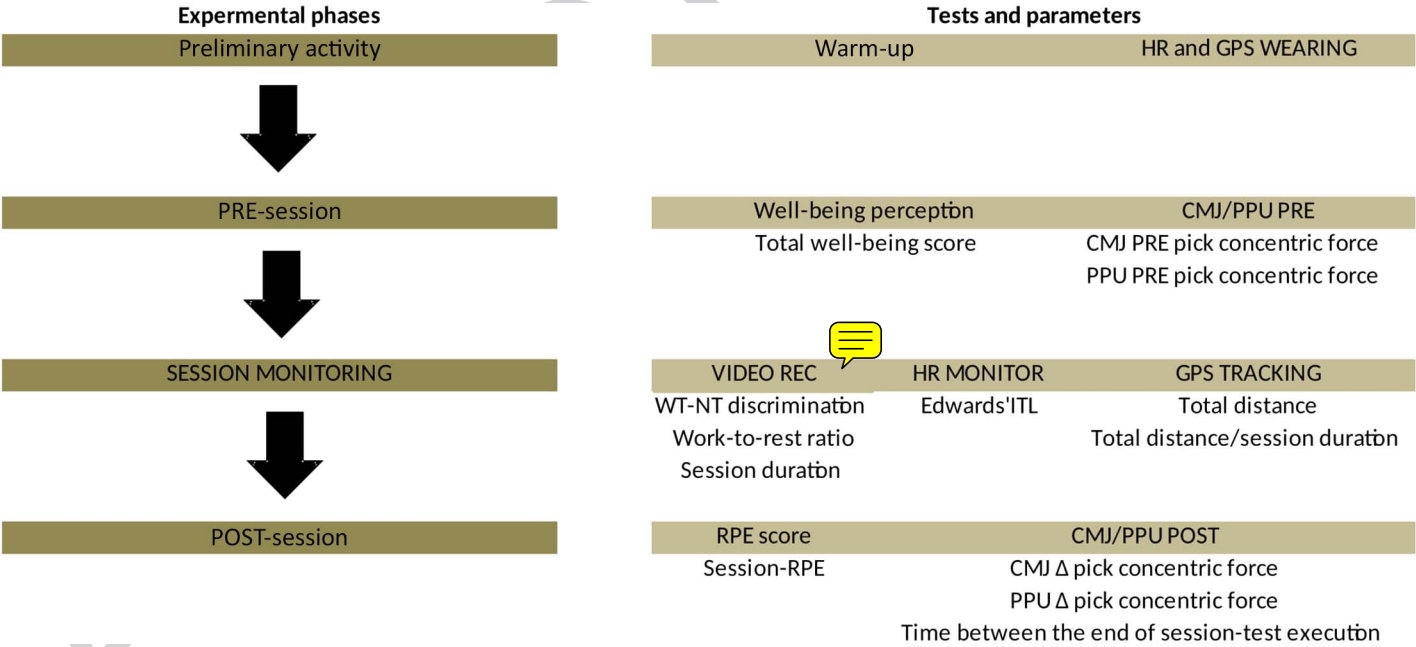 Expermental phases
Tests and parameters
Preliminary activity
Warm-up
HR and GPS WEARING
PRE-session
Well-being perception
CMJ/PPU PRE
Total well-being score
CMJ PRE pick concentric force
PPU PRE pick concentric force
SESSION MONITORING
VIDEO REC
HR MONITOR
GPS TRACKING
WT-NT discrimination
Edwards'ITL
Total distance
Work-to-rest ratio
Total distance/session duration
Session duration
POST-session
RPE score
CMJ/PPU POST
Session-RPE
CMJ Δ pick concentric force
PPU Δ pick concentric force
Time between the end of session-test execution